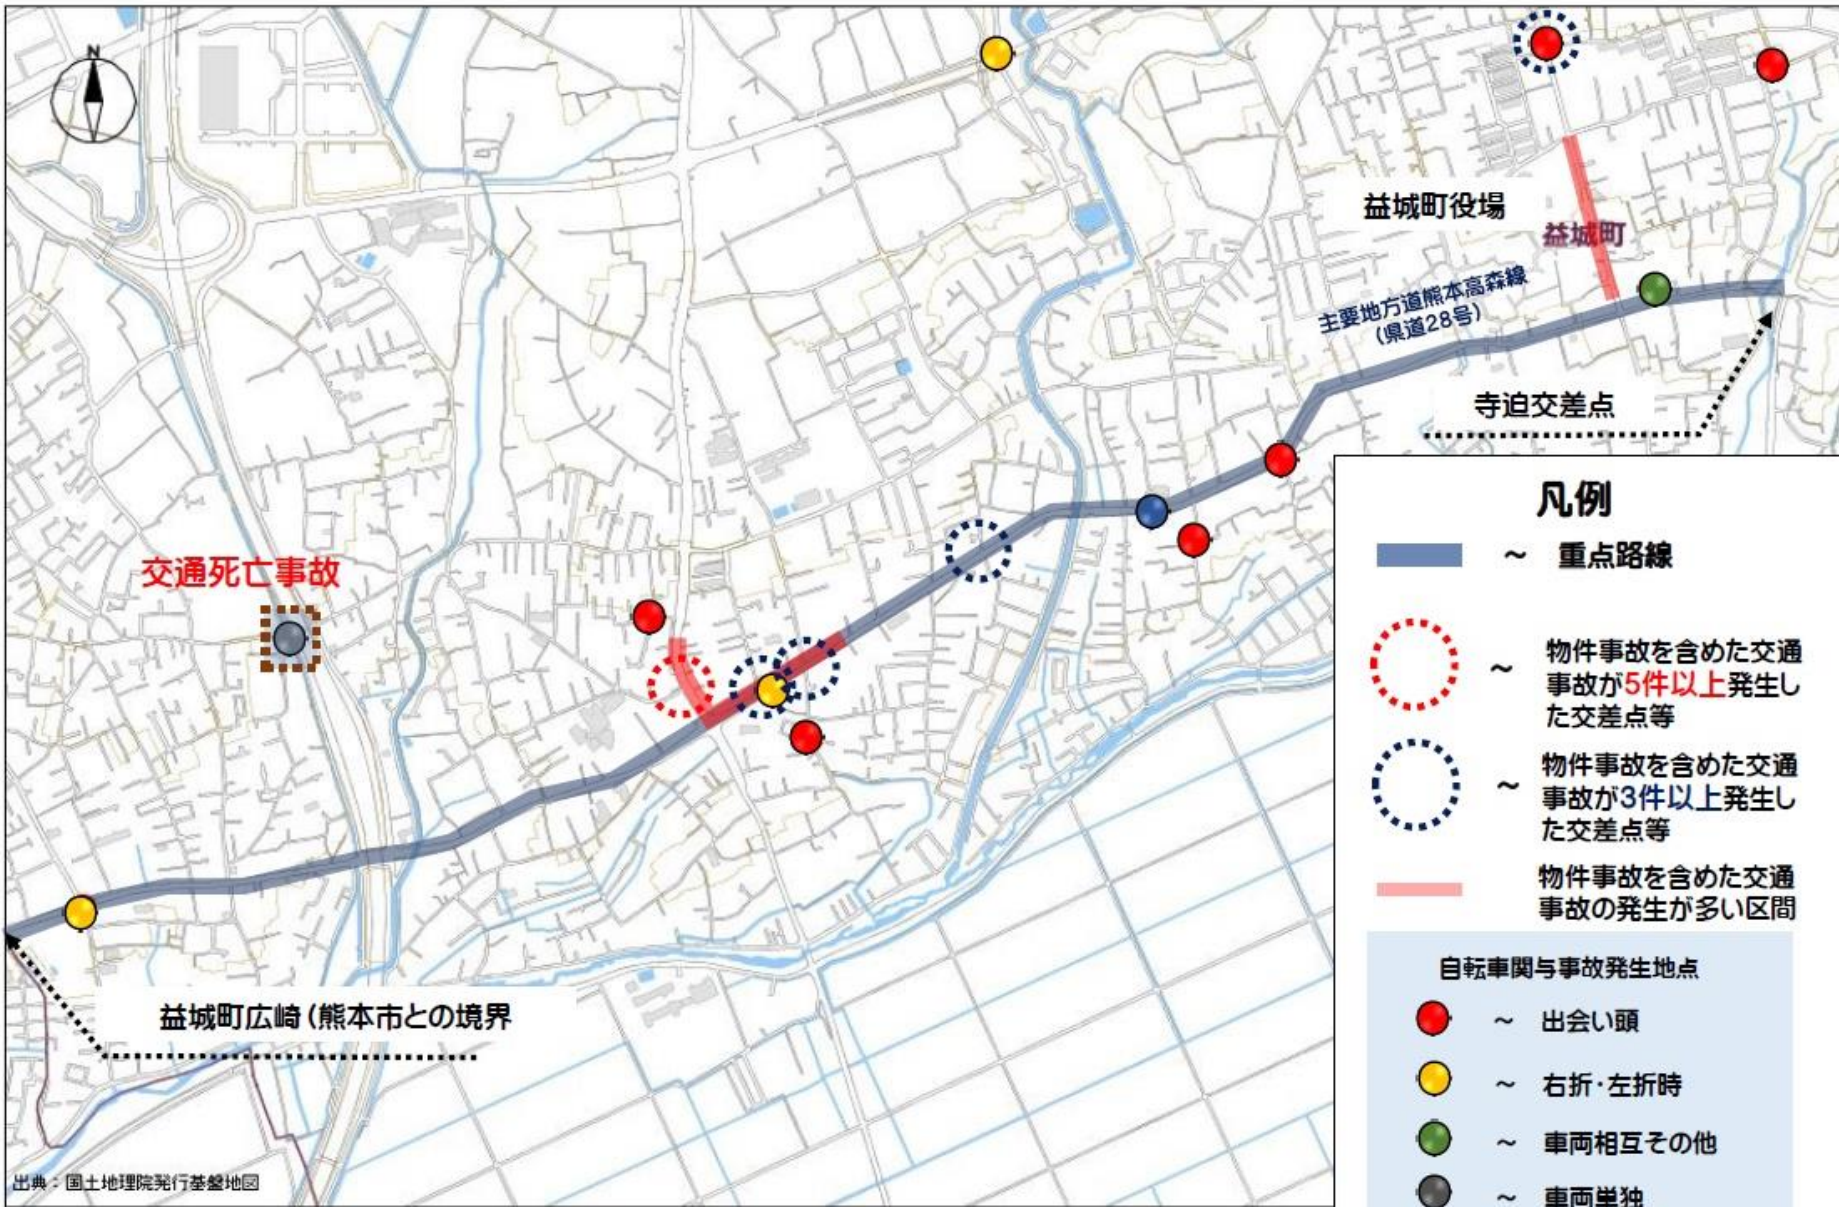 N
益城町役場
益城町
主要地方道熊本高森線
(県道28号)
寺迫交差点
交通死亡事故
益城町広崎(熊本市との境界
出典:国土地理院発行基盤地図
凡例
~ 重点路線
~ 物件事故を含めた交通
事故が5件以上発生し
た交差点等
~ 物件事故を含めた交通
事故が3件以上発生し
た交差点等
物件事故を含めた交通
事故の発生が多い区間
自転車関与事故発生地点
~ 出会い頭
~ 右折・左折時
~ 車両相互その他
~ 車両単独